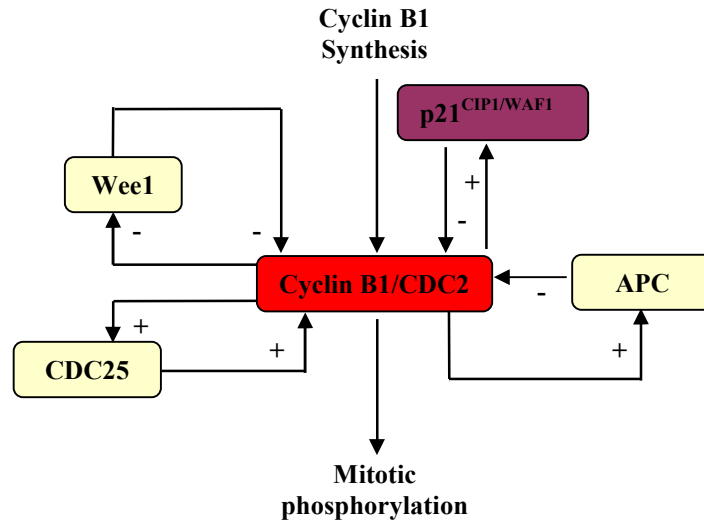 Cyclin B1
Synthesis
p21CIP1/WAF1
+
-
Wee1
-
-
Cyclin B1/CDC2
-
APC
+
+
+
CDC25
Mitotic
phosphorylation